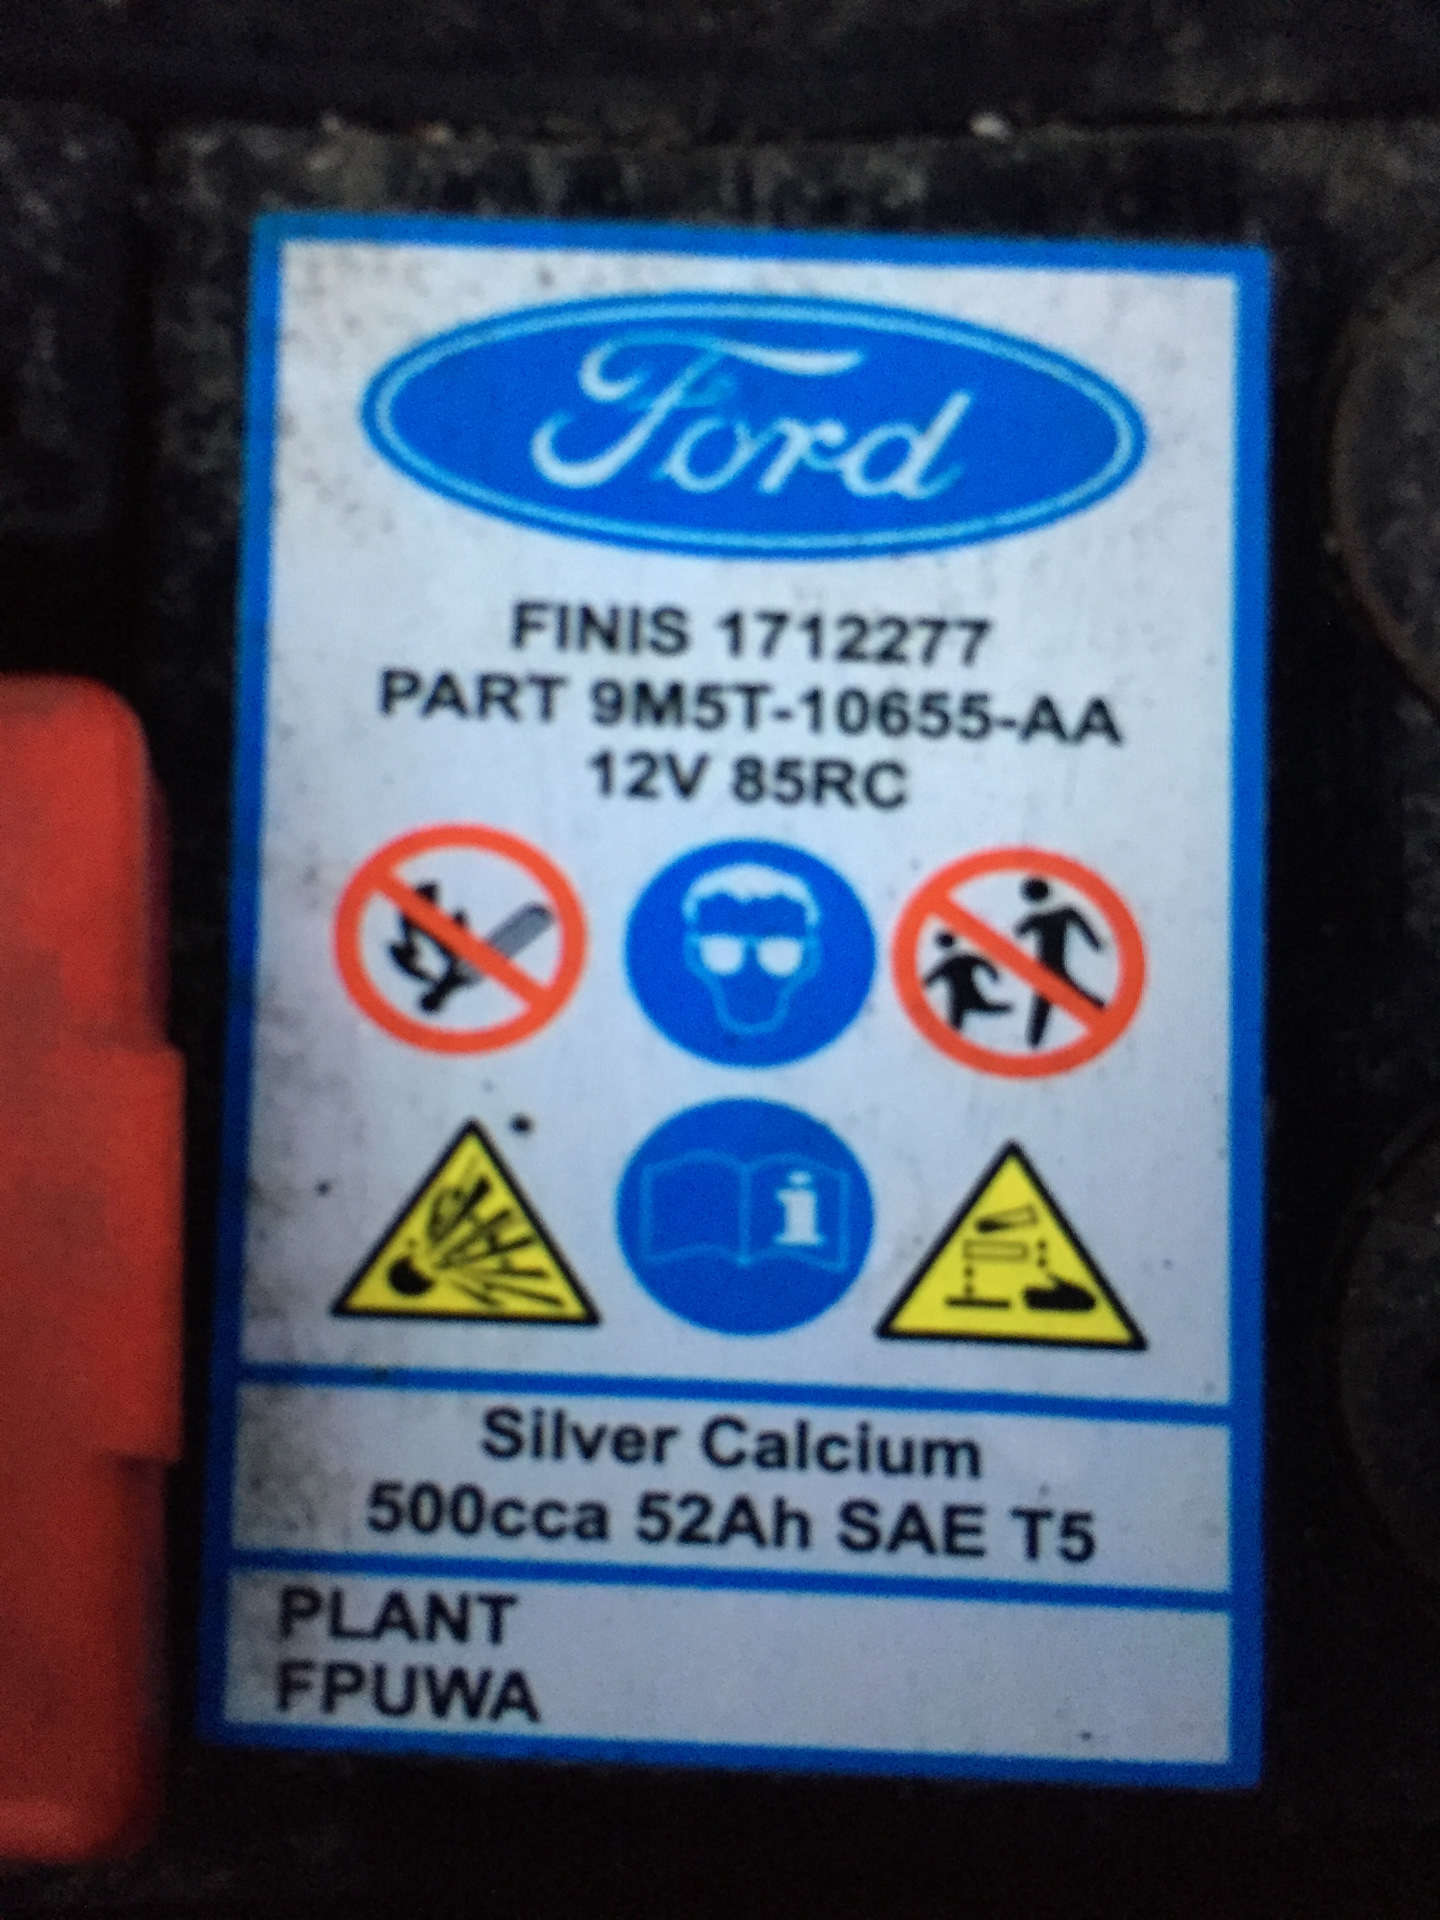 Ford
FINIS 1712277
PART 9M5T-10655-AA
12V 85RC
i
Silver Calcium
500cca 52Ah SAE T5
PLANT
FPUWA